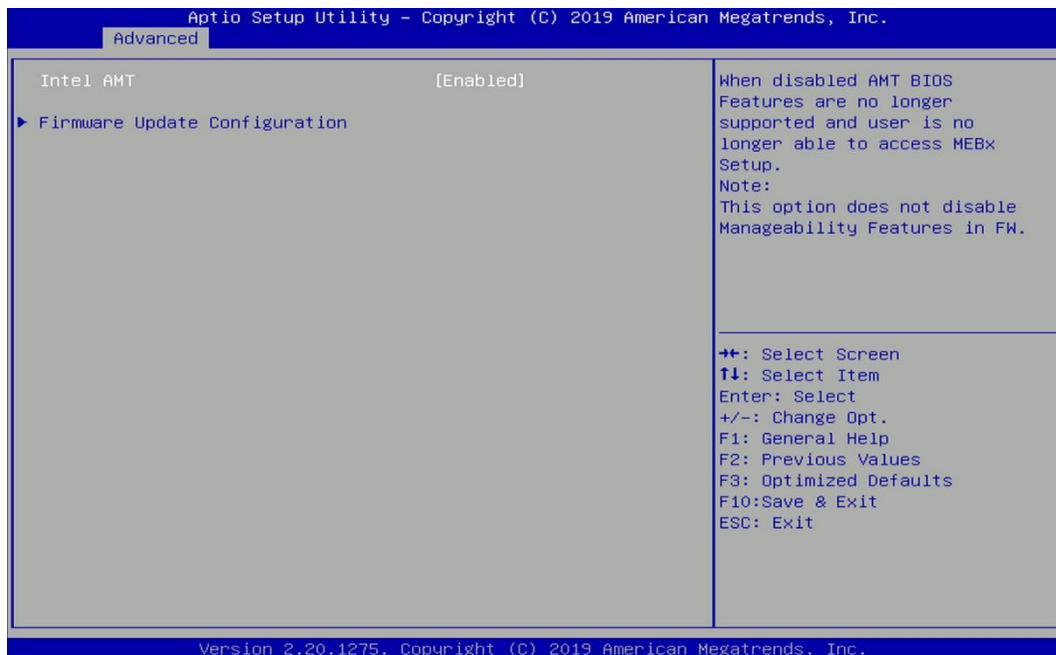 Aptio Setup Utility – Copyright (C) 2019 American Megatrends, Inc.
Advanced
Intel AMT [Enabled]
▶ Firmware Update Configuration
When disabled AMT BIOS
Features are no longer
supported and user is no
longer able to access MEBx
Setup.
Note:
This option does not disable
Manageability Features in FW.
→←: Select Screen
↑↓: Select Item
Enter: Select
+/-: Change Opt.
F1: General Help
F2: Previous Values
F3: Optimized Defaults
F10:Save & Exit
ESC: Exit
Version 2.20.1275. Copyright (C) 2019 American Megatrends, Inc.